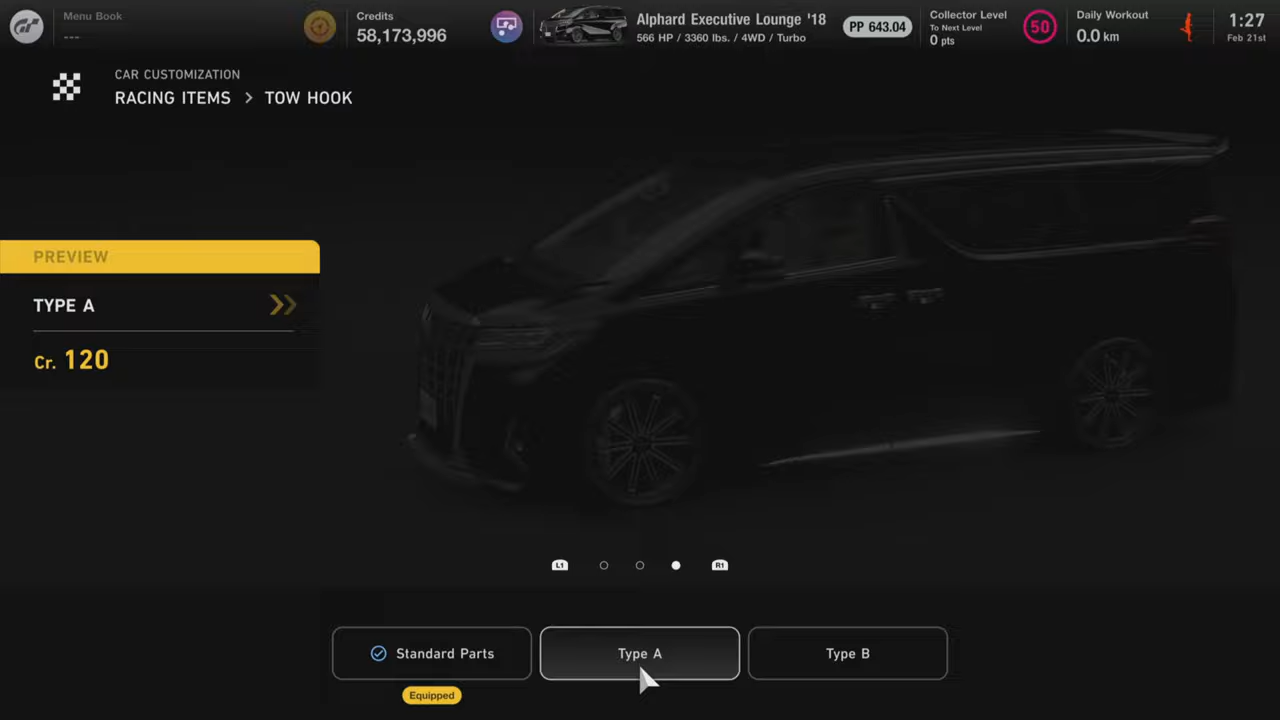 Menu Book
---
Credits
58,173,996
Alphard Executive Lounge '18
566 HP / 3360 lbs. / 4WD / Turbo
PP 643.04
Collector Level
To Next Level
0 pts
50
Daily Workout
0.0 km
1:27
Feb 21st
CAR CUSTOMIZATION
RACING ITEMS > TOW HOOK
PREVIEW
TYPE A
Cr. 120
L1
R1
Standard Parts
Type A
Type B
Equipped